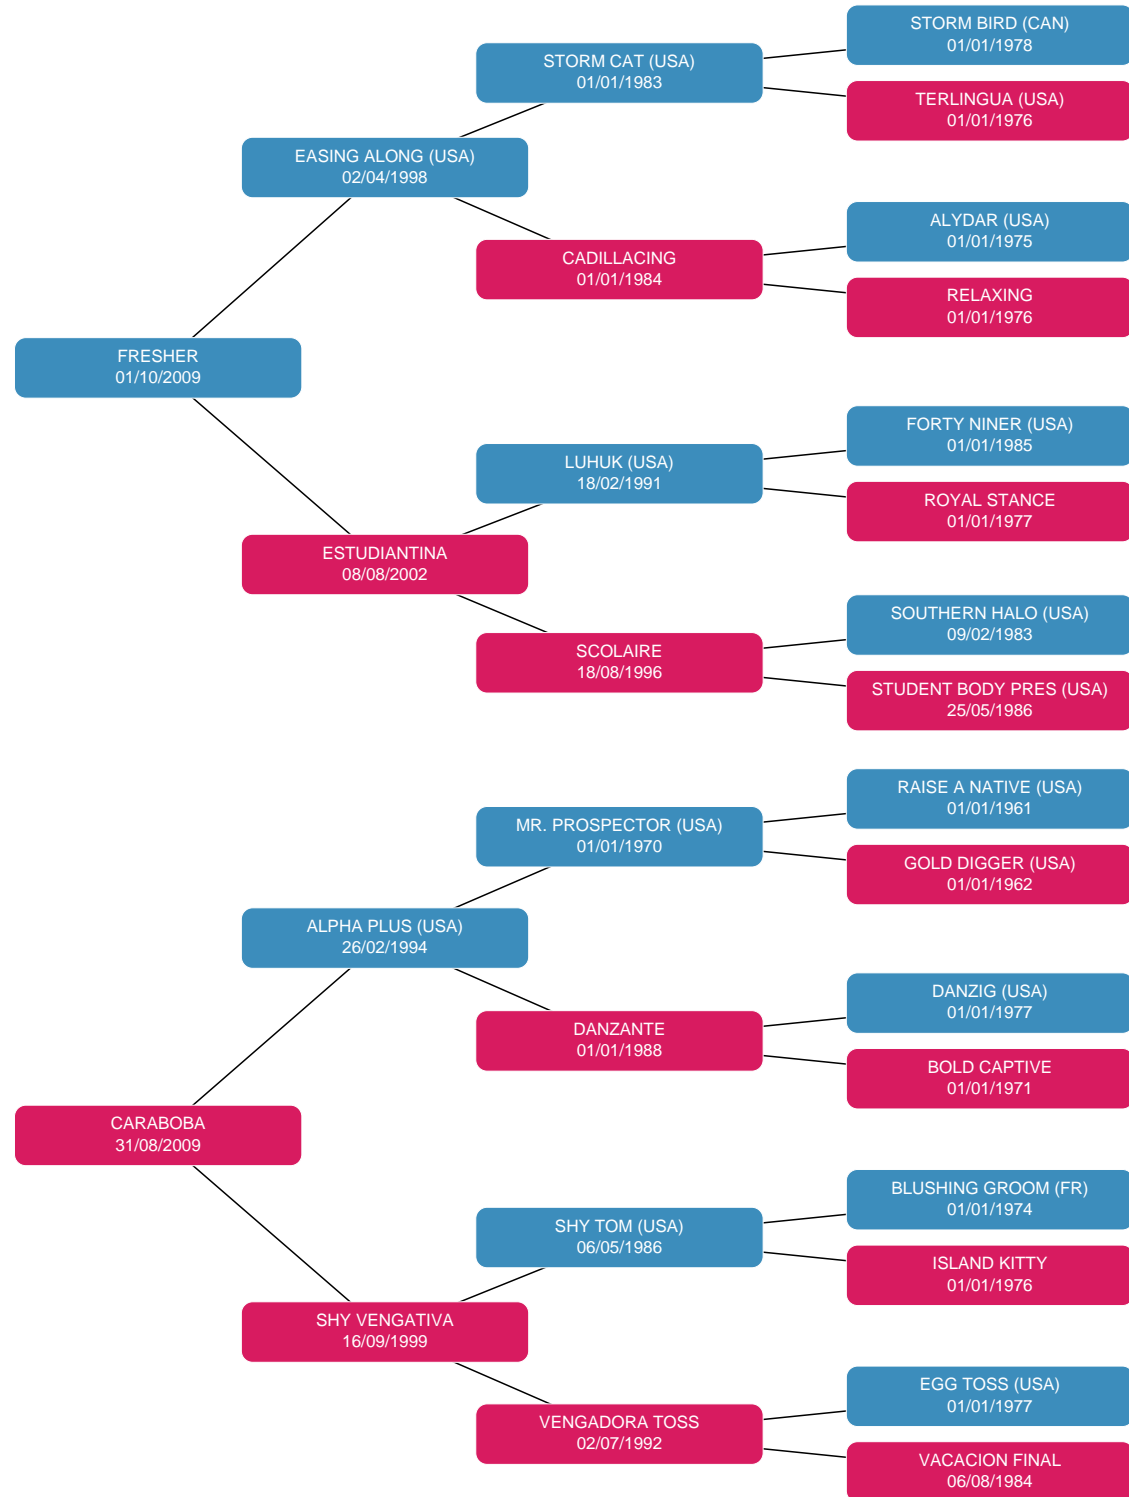 STORM BIRD (CAN)
01/01/1978
STORM CAT (USA)
01/01/1983
TERLINGUA (USA)
01/01/1976
EASING ALONG (USA)
02/04/1998
ALYDAR (USA)
01/01/1975
CADILLACING
01/01/1984
RELAXING
01/01/1976
FRESHER
01/10/2009
FORTY NINER (USA)
01/01/1985
LUHUK (USA)
18/02/1991
ROYAL STANCE
01/01/1977
ESTUDIANTINA
08/08/2002
SOUTHERN HALO (USA)
09/02/1983
SCOLAIRE
18/08/1996
STUDENT BODY PRES (USA)
25/05/1986
RAISE A NATIVE (USA)
01/01/1961
MR. PROSPECTOR (USA)
01/01/1970
GOLD DIGGER (USA)
01/01/1962
ALPHA PLUS (USA)
26/02/1994
DANZIG (USA)
01/01/1977
DANZANTE
01/01/1988
BOLD CAPTIVE
01/01/1971
CARABOBA
31/08/2009
BLUSHING GROOM (FR)
01/01/1974
SHY TOM (USA)
06/05/1986
ISLAND KITTY
01/01/1976
SHY VENGATIVA
16/09/1999
EGG TOSS (USA)
01/01/1977
VENGADORA TOSS
02/07/1992
VACACION FINAL
06/08/1984